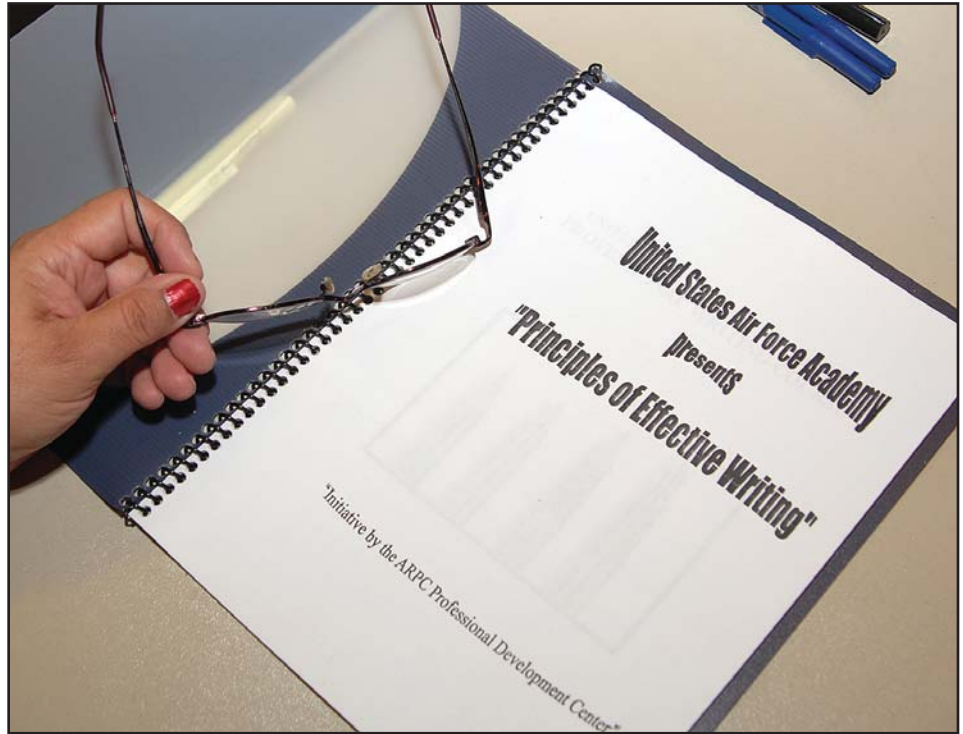 United States Air Force Academy
presents
"Principles of Effective Writing"
"Initiative by the ARPC Professional Development Center"